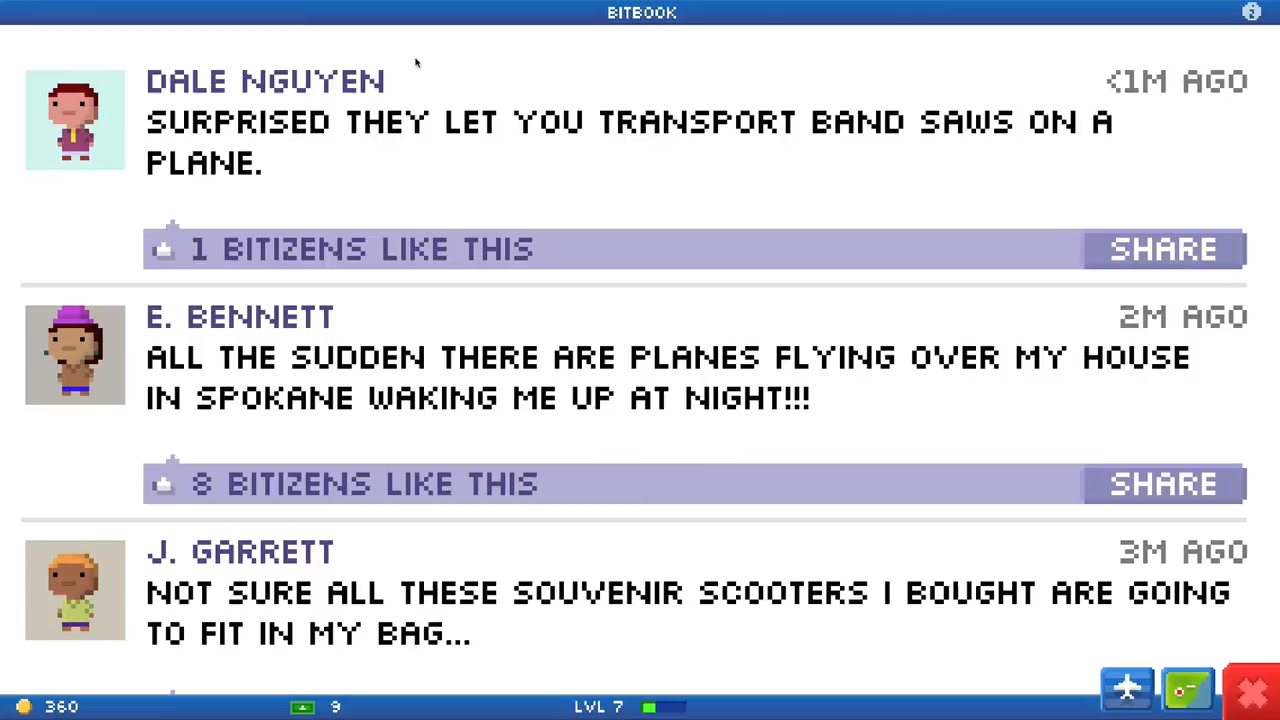 BITBOOK
DALE NGUYEN
<1M AGO
SURPRISED THEY LET YOU TRANSPORT BAND SAWS ON A
PLANE.
1 BITIZENS LIKE THIS
SHARE
E. BENNETT
2M AGO
ALL THE SUDDEN THERE ARE PLANES FLYING OVER MY HOUSE
IN SPOKANE WAKING ME UP AT NIGHT!!!
8 BITIZENS LIKE THIS
SHARE
J. GARRETT
3M AGO
NOT SURE ALL THESE SOUVENIR SCOOTERS I BOUGHT ARE GOING
TO FIT IN MY BAG...
360
9
LVL 7